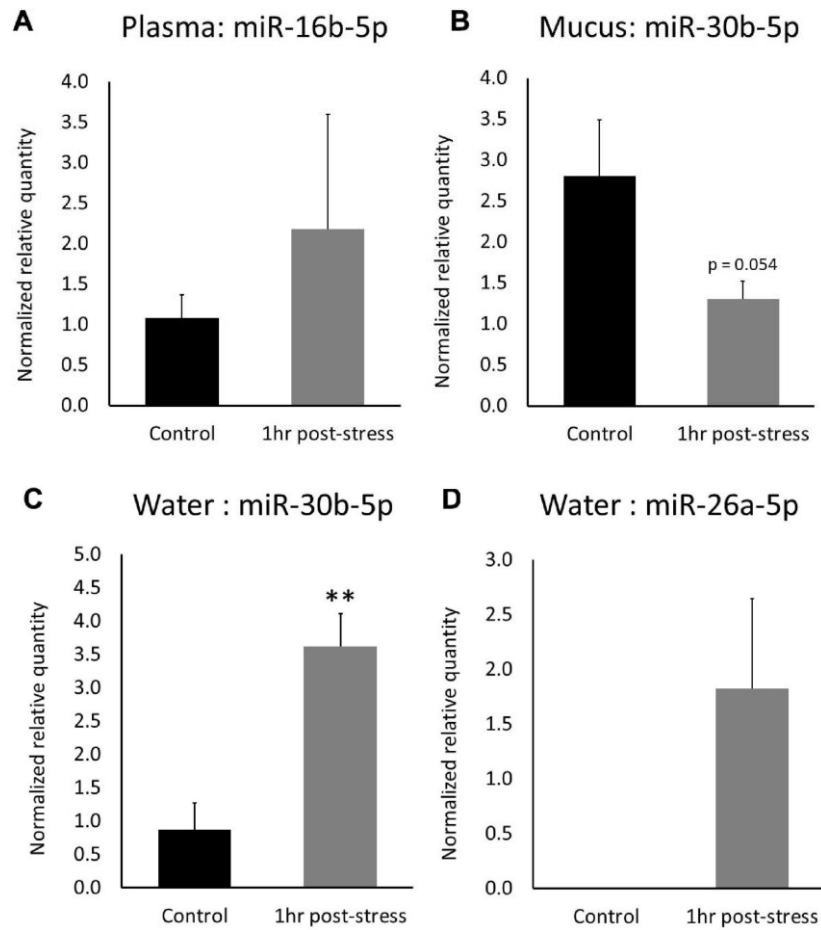 A
Plasma: miR-16b-5p
Normalized relative quantity
4.0
3.5
3.0
2.5
2.0
1.5
1.0
0.5
0.0
Control
1hr post-stress
B
Mucus: miR-30b-5p
Normalized relative quantity
4.0
3.5
3.0
2.5
2.0
1.5
1.0
0.5
0.0
p = 0.054
Control
1hr post-stress
C
Water : miR-30b-5p
Normalized relative quantity
5.0
4.5
4.0
3.5
3.0
2.5
2.0
1.5
1.0
0.5
0.0
**
Control
1hr post-stress
D
Water : miR-26a-5p
Normalized relative quantity
3.0
2.5
2.0
1.5
1.0
0.5
0.0
Control
1hr post-stress